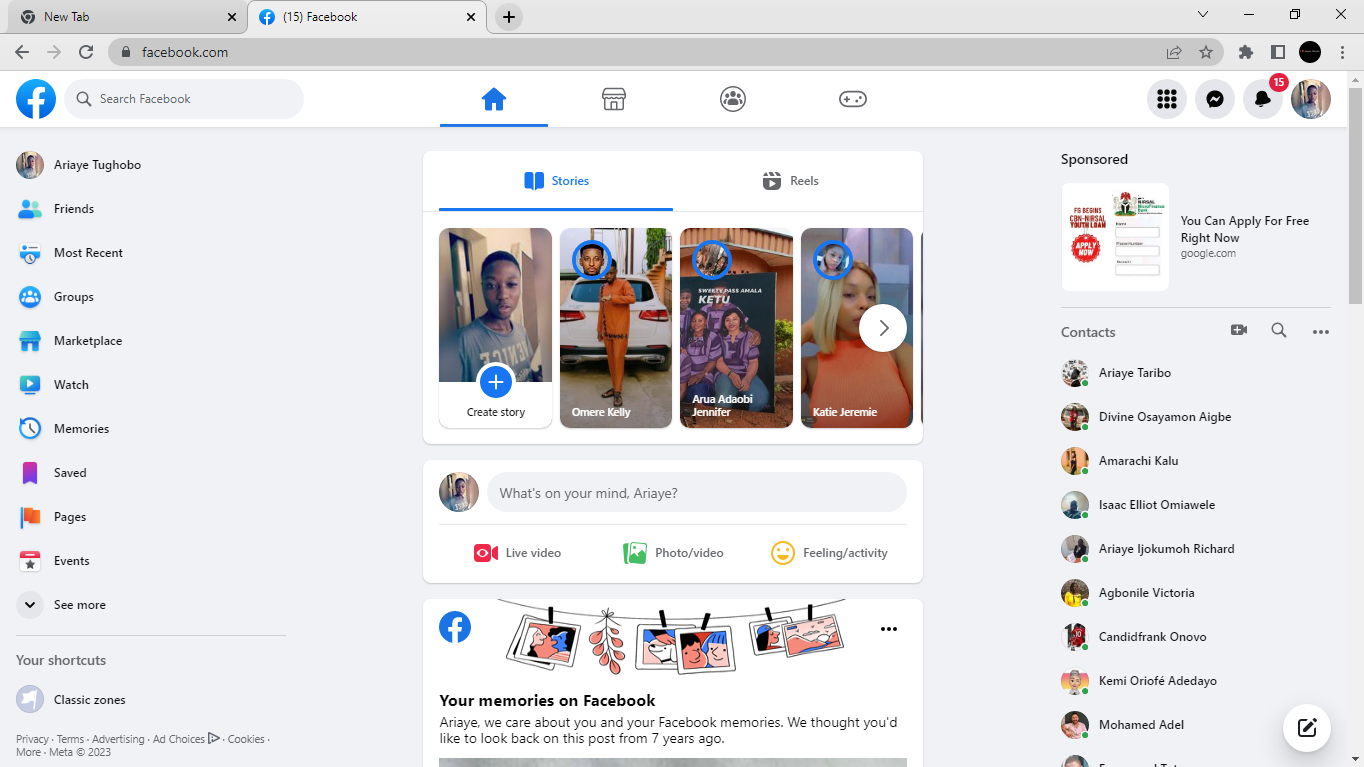 New Tab
(15) Facebook
facebook.com
Search Facebook
15
Ariaye Tughobo
Friends
Most Recent
Groups
Marketplace
Watch
Memories
Saved
Pages
Events
See more
Your shortcuts
Classic zones
Privacy · Terms · Advertising · Ad Choices · Cookies ·
More · Meta © 2023
Stories
Reels
Create story
Omere Kelly
SWEETY PASS AMALA
KETU
Arua Adaobi
Jennifer
Katie Jeremie
What's on your mind, Ariaye?
Live video
Photo/video
Feeling/activity
Your memories on Facebook
Ariaye, we care about you and your Facebook memories. We thought you'd
like to look back on this post from 7 years ago.
Sponsored
FG BEGINS
CBN-NIRSAL
YOUTH LOAN
APPLY
NOW
NIRSAL
You Can Apply For Free
Right Now
google.com
Contacts
Ariaye Taribo
Divine Osayamon Aigbe
Amarachi Kalu
Isaac Elliot Omiawele
Ariaye Ijokumoh Richard
Agbonile Victoria
Candidfrank Onovo
Kemi Oriofé Adedayo
Mohamed Adel